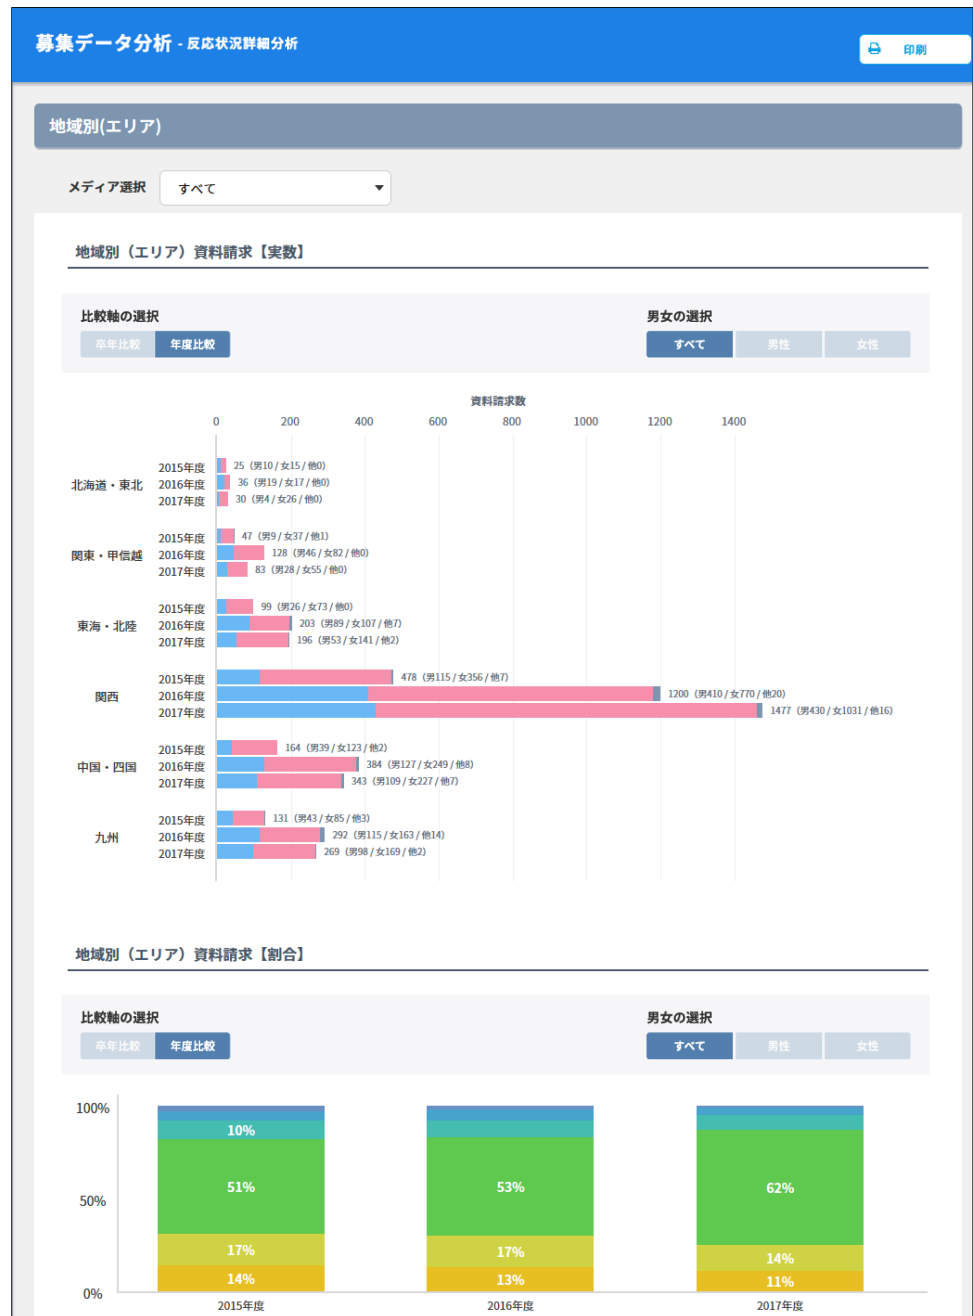 募集データ分析 - 反応状況詳細分析
印刷
地域別(エリア)
メディア選択 すべて
地域別（エリア）資料請求【実数】
比較軸の選択 男女の選択
卒年比較 年度比較 すべて 男性 女性
資料請求数
0 200 400 600 800 1000 1200 1400
北海道・東北
2015年度 25（男10 / 女15 / 他0）
2016年度 36（男19 / 女17 / 他0）
2017年度 30（男4 / 女26 / 他0）
関東・甲信越
2015年度 47（男9 / 女37 / 他1）
2016年度 128（男46 / 女82 / 他0）
2017年度 83（男28 / 女55 / 他0）
東海・北陸
2015年度 99（男26 / 女73 / 他0）
2016年度 203（男89 / 女107 / 他7）
2017年度 196（男53 / 女141 / 他2）
関西
2015年度 478（男115 / 女356 / 他7）
2016年度 1200（男410 / 女770 / 他20）
2017年度 1477（男430 / 女1031 / 他16）
中国・四国
2015年度 164（男39 / 女123 / 他2）
2016年度 384（男127 / 女249 / 他8）
2017年度 343（男109 / 女227 / 他7）
九州
2015年度 131（男43 / 女85 / 他3）
2016年度 292（男115 / 女163 / 他14）
2017年度 269（男98 / 女169 / 他2）
地域別（エリア）資料請求【割合】
比較軸の選択 男女の選択
卒年比較 年度比較 すべて 男性 女性
100%
10%
51% 53% 62%
50%
17% 17% 14%
14% 13% 11%
0%
2015年度 2016年度 2017年度